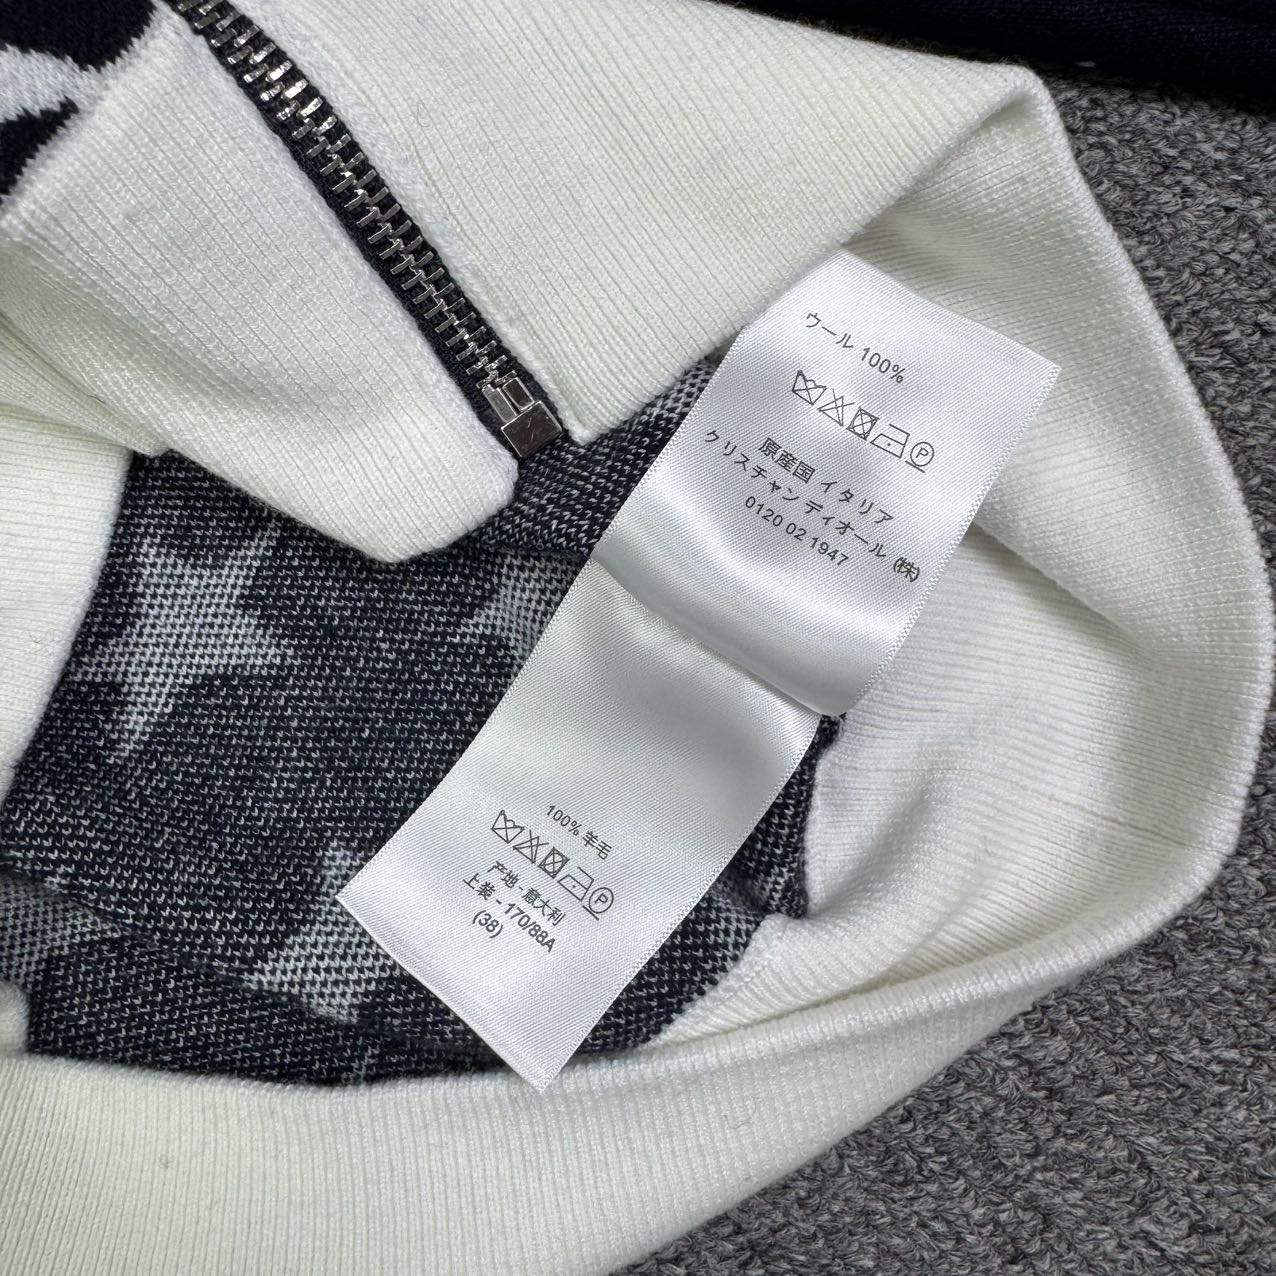 ウール 100%
P
原産国 イタリア
クリスチャン ディオール (株)
0120 02 1947
100% 羊毛
P
产地 - 意大利
上装 - 170/88A
(38)